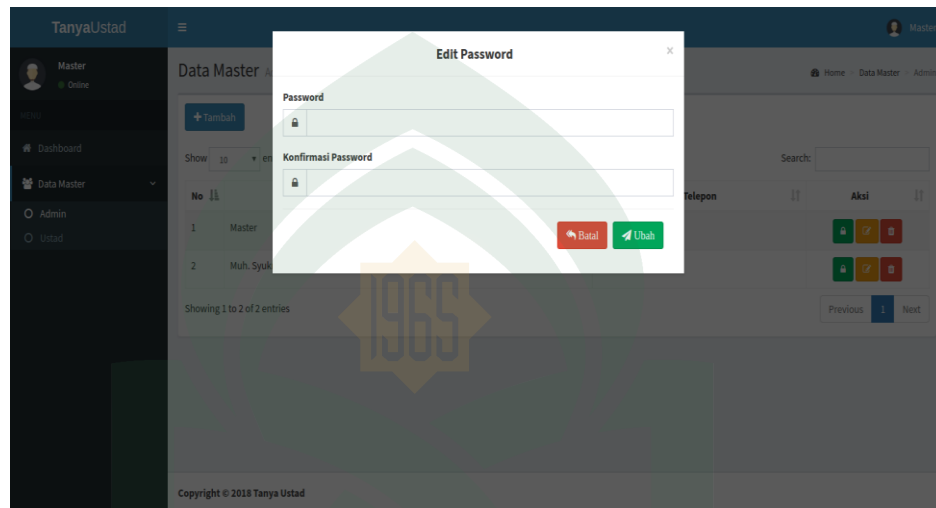 TanyaUstad
Master
Edit Password
x
Master
Online
Data Master
Home > Data Master > Admin
MENU
Tambah
Password
Dashboard
Show 10
Konfirmasi Password
Search:
Data Master
No
Telepon
Aksi
Admin
1 Master
Ustad
Batal
Ubah
2 Muh.
Showing 1 to 2 of 2 entries
Previous 1 Next
1965
Copyright © 2018 Tanya Ustad